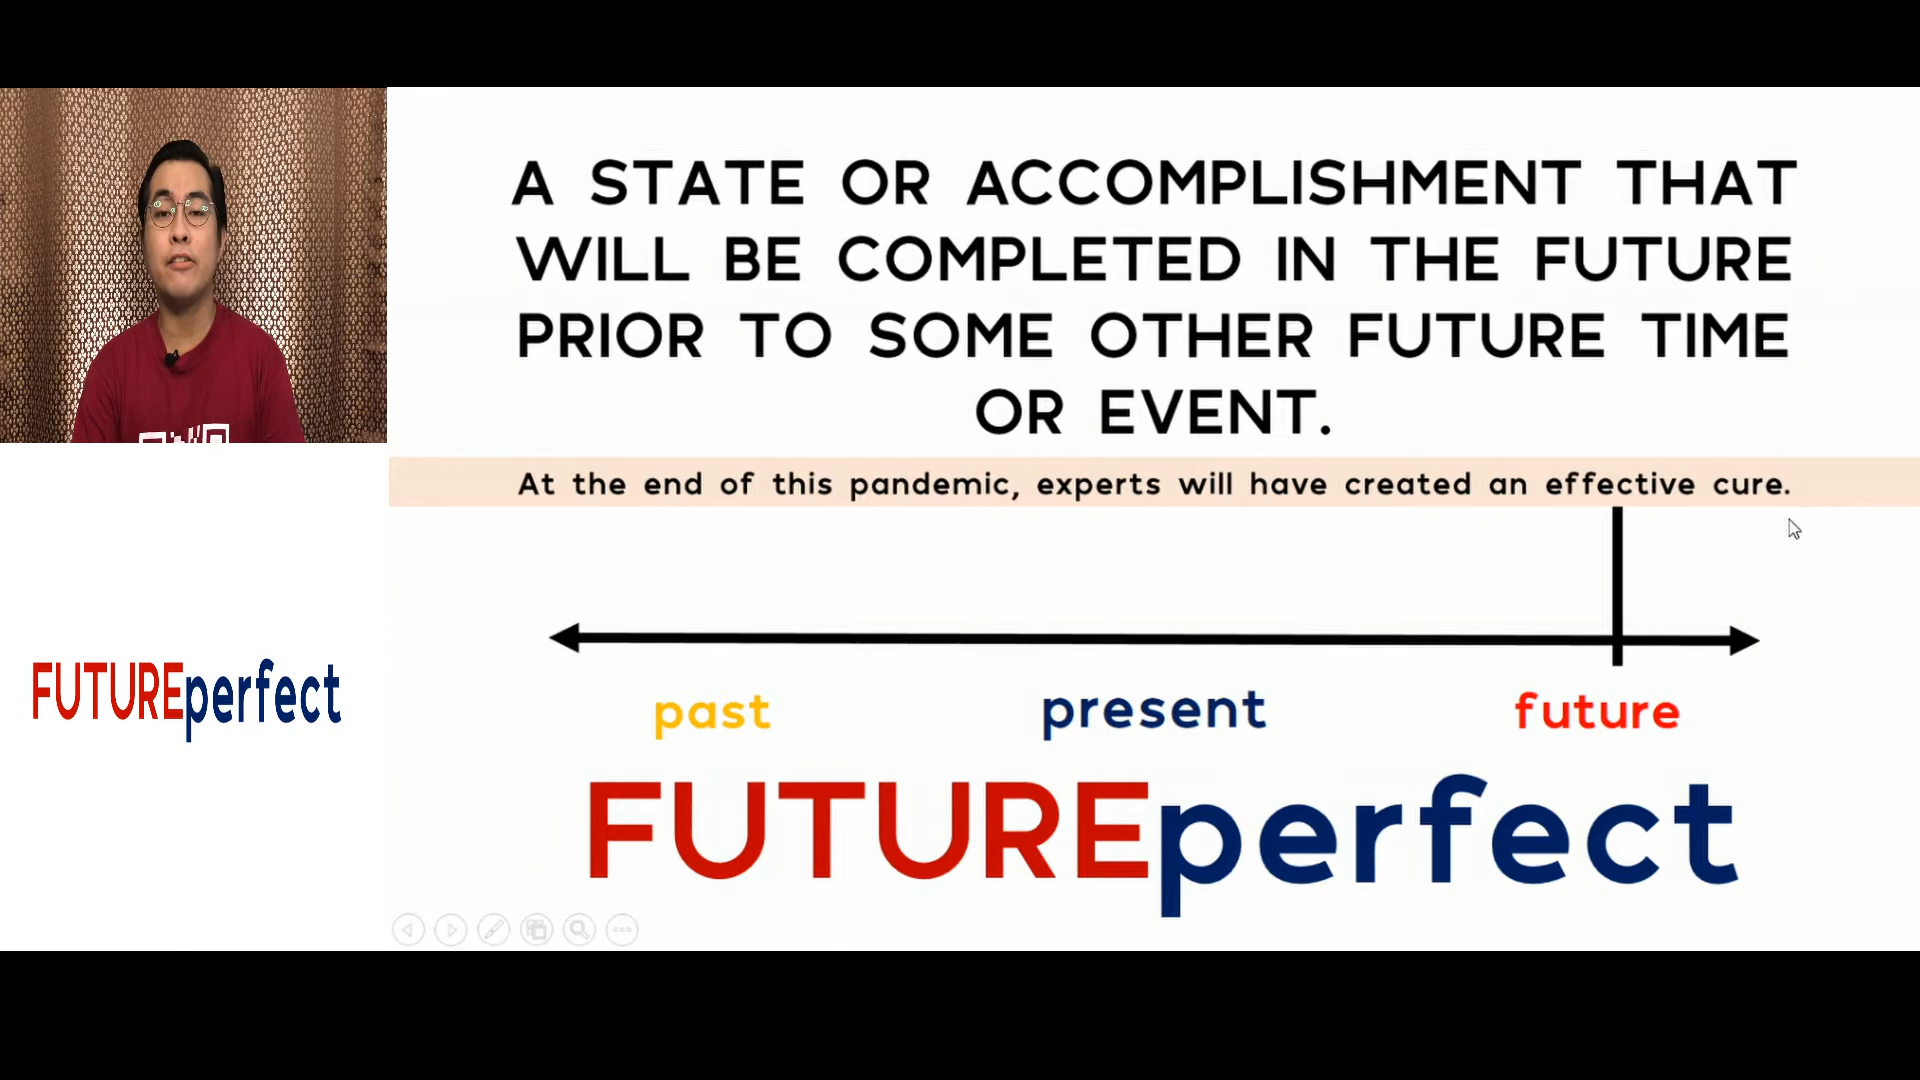 A STATE OR ACCOMPLISHMENT THAT
WILL BE COMPLETED IN THE FUTURE
PRIOR TO SOME OTHER FUTURE TIME
OR EVENT.
At the end of this pandemic, experts will have created an effective cure.
past present future
FUTUREperfect
FUTUREperfect